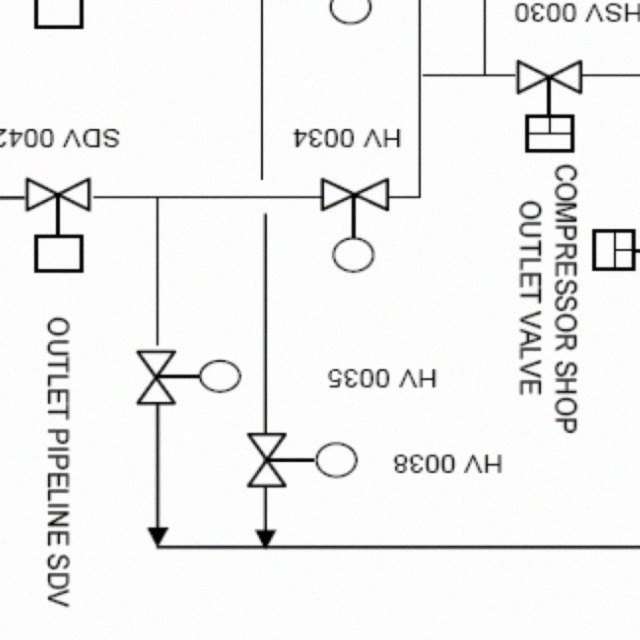 HSV 0030
SDV 0042
HV 0034
COMPRESSOR SHOP
OUTLET VALVE
HV 0035
OUTLET PIPELINE SDV
HV 0038